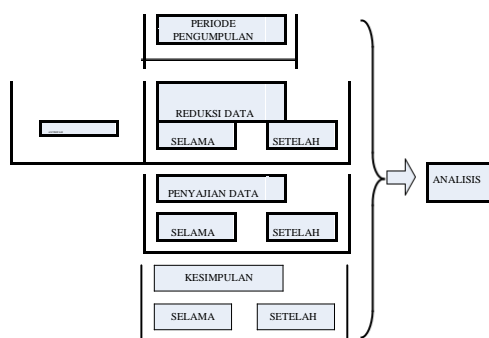 PERIODE
PENGUMPULAN
REDUKSI DATA
SELAMA
SETELAH
PENYAJIAN DATA
SELAMA
SETELAH
KESIMPULAN
SELAMA
SETELAH
ANALISIS